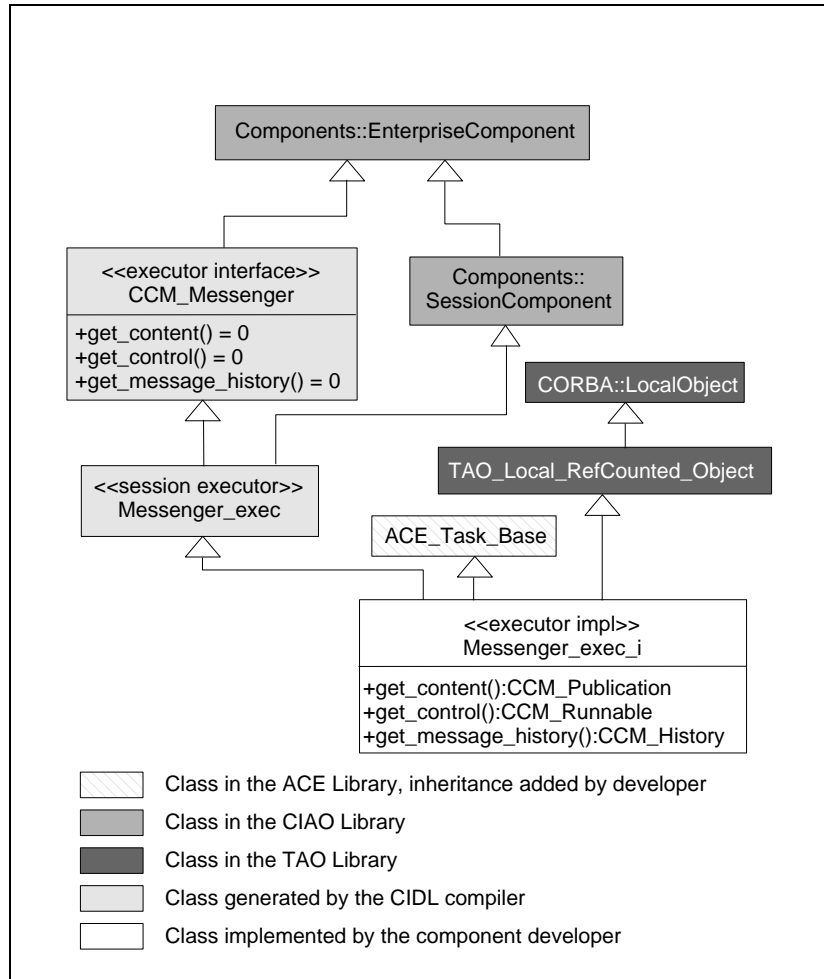 Components::EnterpriseComponent
<<executor interface>>
CCM_Messenger
+get_content() = 0
+get_control() = 0
+get_message_history() = 0
Components::
SessionComponent
CORBA::LocalObject
TAO_Local_RefCounted_Object
<<session executor>>
Messenger_exec
ACE_Task_Base
<<executor impl>>
Messenger_exec_i
+get_content():CCM_Publication
+get_control():CCM_Runnable
+get_message_history():CCM_History
Class in the ACE Library, inheritance added by developer
Class in the CIAO Library
Class in the TAO Library
Class generated by the CIDL compiler
Class implemented by the component developer